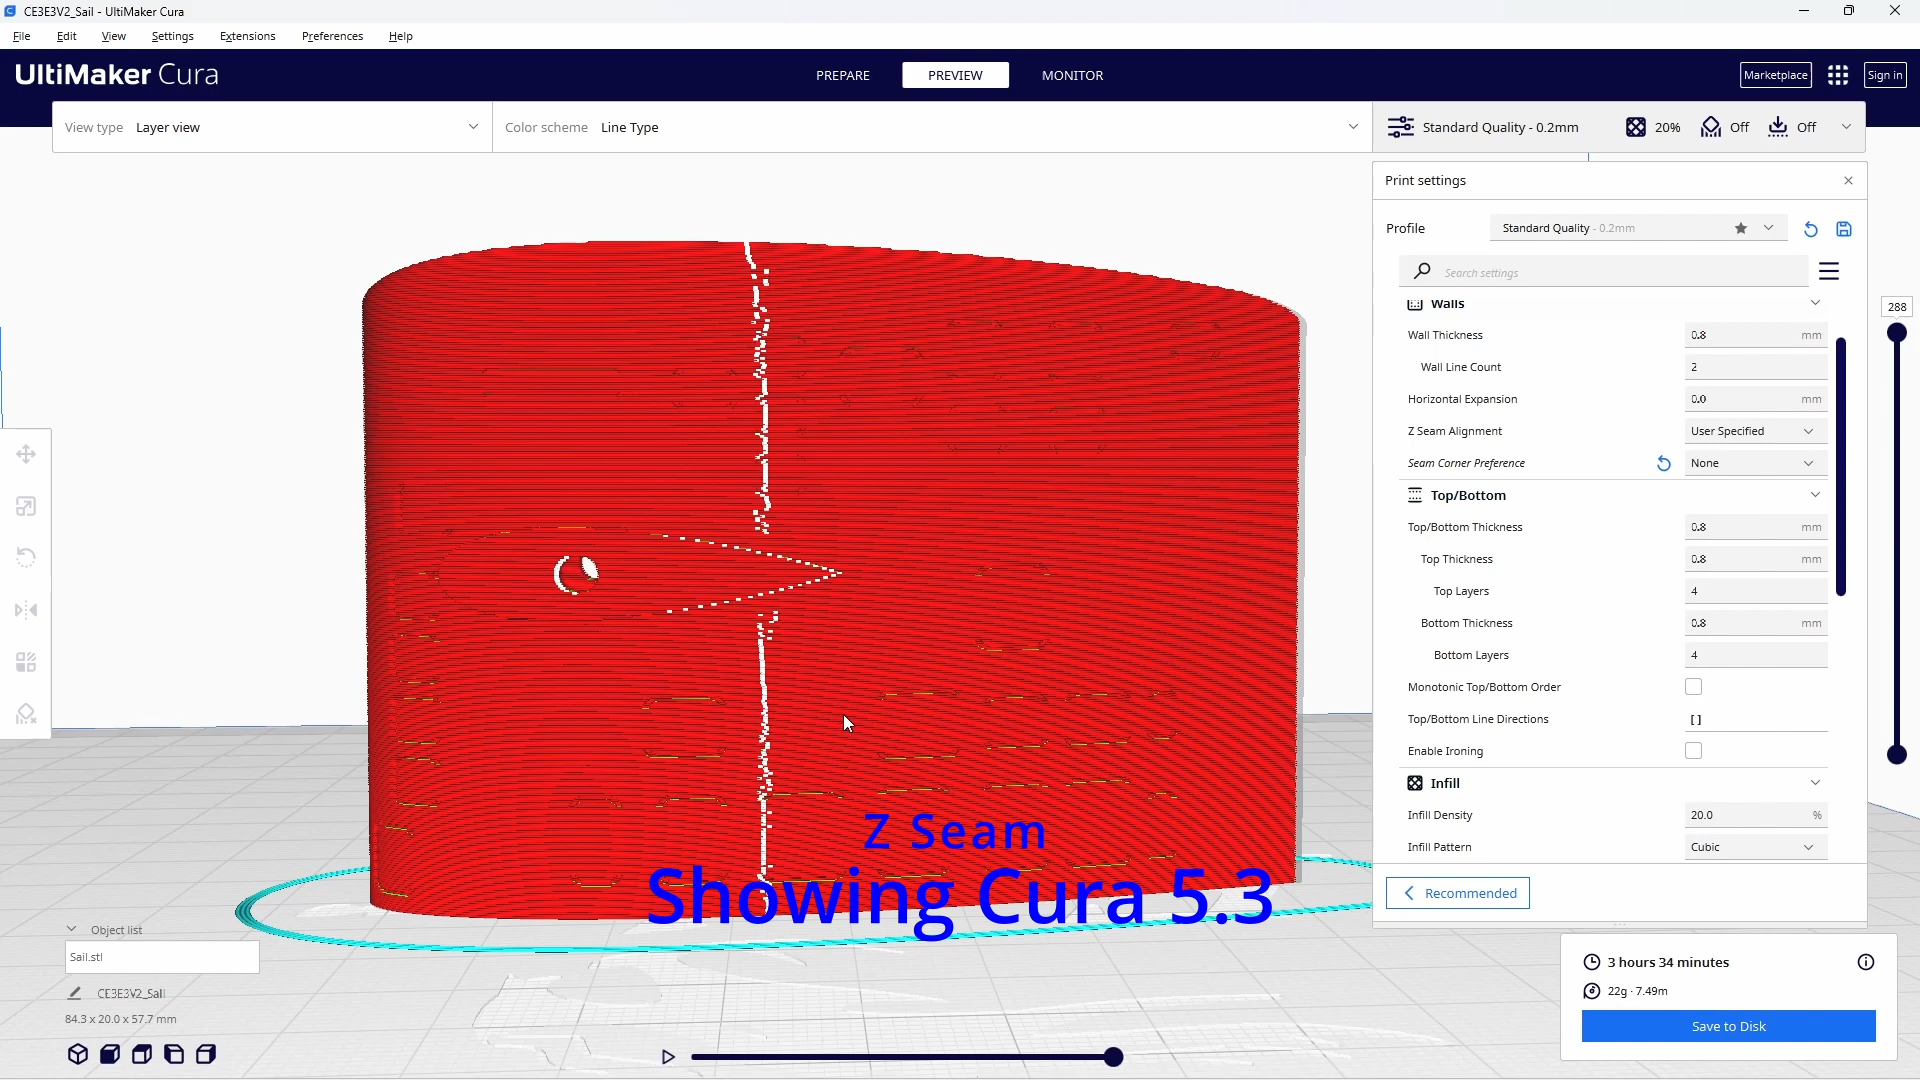 CE3E3V2_Sail - UltiMaker Cura
File Edit View Settings Extensions Preferences Help
UltiMaker Cura
PREPARE PREVIEW MONITOR
Marketplace
Sign in
View type Layer view
Color scheme Line Type
Standard Quality - 0.2mm 20% Off Off
Print settings
Profile Standard Quality - 0.2mm
Search settings
Walls
Wall Thickness 0.8 mm
Wall Line Count 2
Horizontal Expansion 0.0 mm
Z Seam Alignment User Specified
Seam Corner Preference None
Top/Bottom
Top/Bottom Thickness 0.8 mm
Top Thickness 0.8 mm
Top Layers 4
Bottom Thickness 0.8 mm
Bottom Layers 4
Monotonic Top/Bottom Order
Top/Bottom Line Directions [ ]
Enable Ironing
Infill
Infill Density 20.0 %
Infill Pattern Cubic
Recommended
288
Z Seam
Showing Cura 5.3
Object list
Sail.stl
CE3E3V2_Sail
84.3 x 20.0 x 57.7 mm
3 hours 34 minutes
22g · 7.49m
Save to Disk